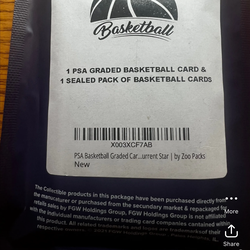 Basketball
1 PSA GRADED BASKETBALL CARD &
1 SEALED PACK OF BASKETBALL CARDS
X003XCF7AB
PSA Basketball Graded Car...urrent Star | by Zoo Packs
New
The Collectible products in this package have been purchased directly from
the manufacturer or purchased from the secondary market & repackaged for
retail sales by FGW Holdings Group. FGW Holdings Group is not affiliated
with the individual manufacturers or trading card companies contained within
More
Share